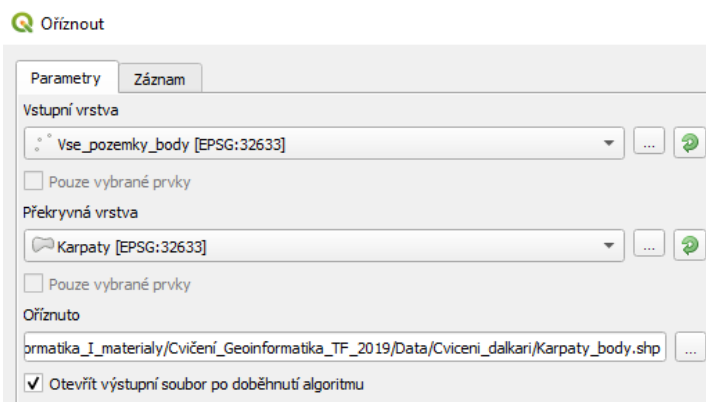 Oříznout
Parametry Záznam
Vstupní vrstva
Vse_pozemky_body [EPSG:32633]
...
Pouze vybrané prvky
Překryvná vrstva
Karpaty [EPSG:32633]
...
Pouze vybrané prvky
Oříznuto
ormatika_I_materialy/Cvičení_Geoinformatika_TF_2019/Data/Cviceni_dalkari/Karpaty_body.shp
...
Otevřít výstupní soubor po doběhnutí algoritmu